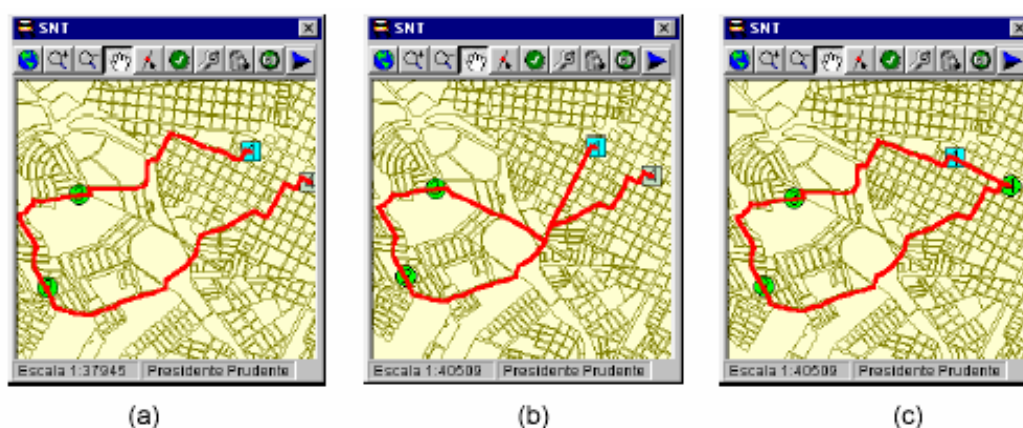 SNT
Escala 1:37945 Presidente Prudente
(a)
SNT
Escala 1:40509 Presidente Prudente
(b)
SNT
Escala 1:40509 Presidente Prudente
(c)